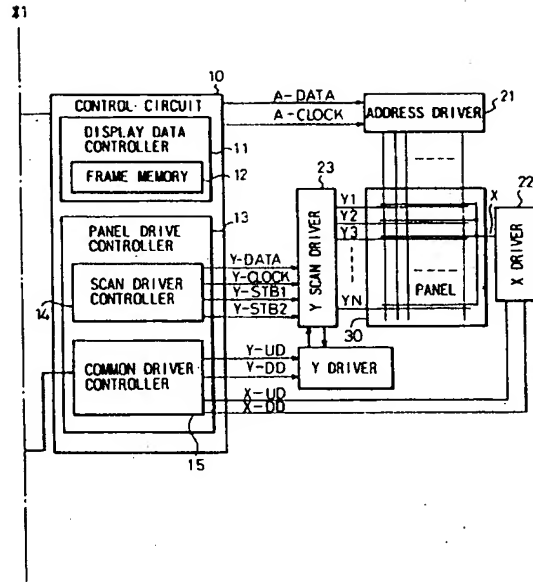 X1
10
CONTROL CIRCUIT
DISPLAY DATA
CONTROLLER
11
FRAME MEMORY
12
PANEL DRIVE
CONTROLLER
13
SCAN DRIVER
CONTROLLER
14
COMMON DRIVER
CONTROLLER
15
A-DATA
A-CLOCK
ADDRESS DRIVER
21
23
Y SCAN DRIVER
Y1
Y2
Y3
YN
X
22
X DRIVER
PANEL
30
Y-DATA
Y-CLOCK
Y-STB1
Y-STB2
Y-UD
Y-DD
Y DRIVER
X-UD
X-DD